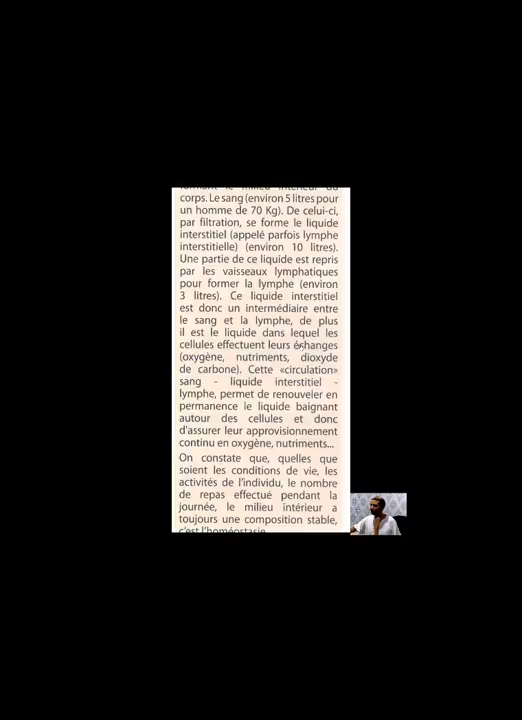 formant le milieu intérieur du
corps. Le sang (environ 5 litres pour
un homme de 70 Kg). De celui-ci,
par filtration, se forme le liquide
interstitiel (appelé parfois lymphe
interstitielle) (environ 10 litres).
Une partie de ce liquide est repris
par les vaisseaux lymphatiques
pour former la lymphe (environ
3 litres). Ce liquide interstitiel
est donc un intermédiaire entre
le sang et la lymphe, de plus
il est le liquide dans lequel les
cellules effectuent leurs échanges
(oxygène, nutriments, dioxyde
de carbone). Cette «circulation»
sang - liquide interstitiel -
lymphe, permet de renouveler en
permanence le liquide baignant
autour des cellules et donc
d'assurer leur approvisionnement
continu en oxygène, nutriments...
On constate que, quelles que
soient les conditions de vie, les
activités de l'individu, le nombre
de repas effectué pendant la
journée, le milieu intérieur a
toujours une composition stable,
c'est l'homéostasie